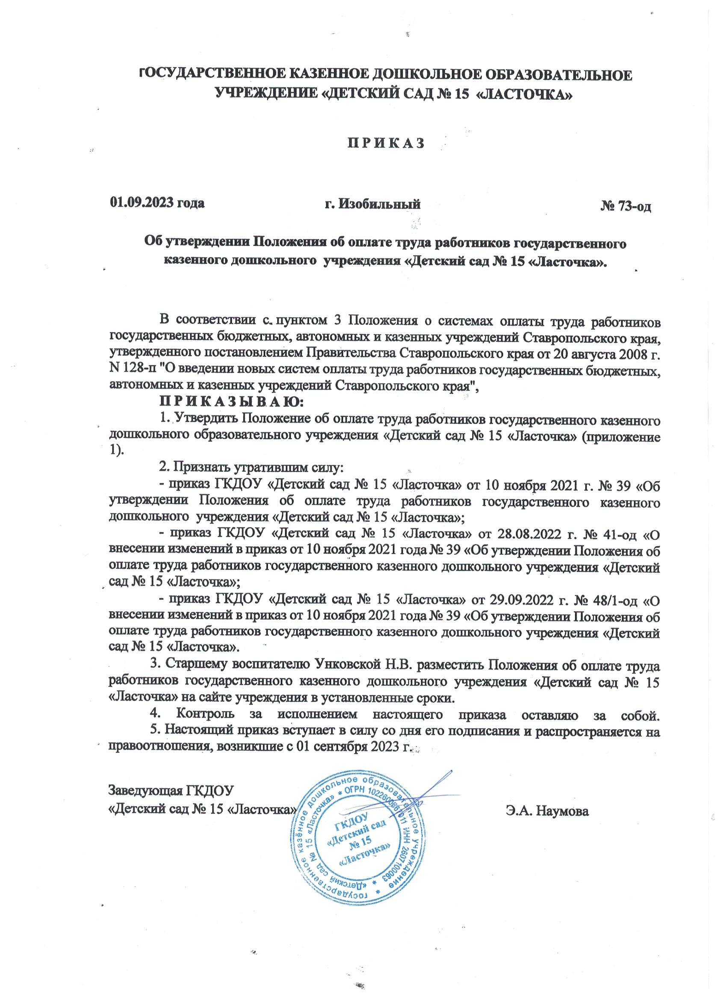 ГОСУДАРСТВЕННОЕ КАЗЕННОЕ ДОШКОЛЬНОЕ ОБРАЗОВАТЕЛЬНОЕ
УЧРЕЖДЕНИЕ «ДЕТСКИЙ САД № 15 «ЛАСТОЧКА»
П Р И К А З
01.09.2023 года г. Изобильный № 73-од
Об утверждении Положения об оплате труда работников государственного
казенного дошкольного учреждения «Детский сад № 15 «Ласточка».
В соответствии с пунктом 3 Положения о системах оплаты труда работников
государственных бюджетных, автономных и казенных учреждений Ставропольского края,
утвержденного постановлением Правительства Ставропольского края от 20 августа 2008 г.
N 128-п "О введении новых систем оплаты труда работников государственных бюджетных,
автономных и казенных учреждений Ставропольского края",
П Р И К А З Ы В А Ю:
1. Утвердить Положение об оплате труда работников государственного казенного
дошкольного образовательного учреждения «Детский сад № 15 «Ласточка» (приложение
1).
2. Признать утратившим силу:
- приказ ГКДОУ «Детский сад № 15 «Ласточка» от 10 ноября 2021 г. № 39 «Об
утверждении Положения об оплате труда работников государственного казенного
дошкольного учреждения «Детский сад № 15 «Ласточка»;
- приказ ГКДОУ «Детский сад № 15 «Ласточка» от 28.08.2022 г. № 41-од «О
внесении изменений в приказ от 10 ноября 2021 года № 39 «Об утверждении Положения об
оплате труда работников государственного казенного дошкольного учреждения «Детский
сад № 15 «Ласточка»;
- приказ ГКДОУ «Детский сад № 15 «Ласточка» от 29.09.2022 г. № 48/1-од «О
внесении изменений в приказ от 10 ноября 2021 года № 39 «Об утверждении Положения об
оплате труда работников государственного казенного дошкольного учреждения «Детский
сад № 15 «Ласточка».
3. Старшему воспитателю Унковской Н.В. разместить Положения об оплате труда
работников государственного казенного дошкольного учреждения «Детский сад № 15
«Ласточка» на сайте учреждения в установленные сроки.
4. Контроль за исполнением настоящего приказа оставляю за собой.
5. Настоящий приказ вступает в силу со дня его подписания и распространяется на
правоотношения, возникшие с 01 сентября 2023 г.
Заведующая ГКДОУ
«Детский сад № 15 «Ласточка» Э.А. Наумова
государственное казённое дошкольное образовательное учреждение *
«Детский сад № 15 «Ласточка» * ОГРН ИНН 2607100063 *
ГКДОУ
«Детский сад
№ 15
«Ласточка»